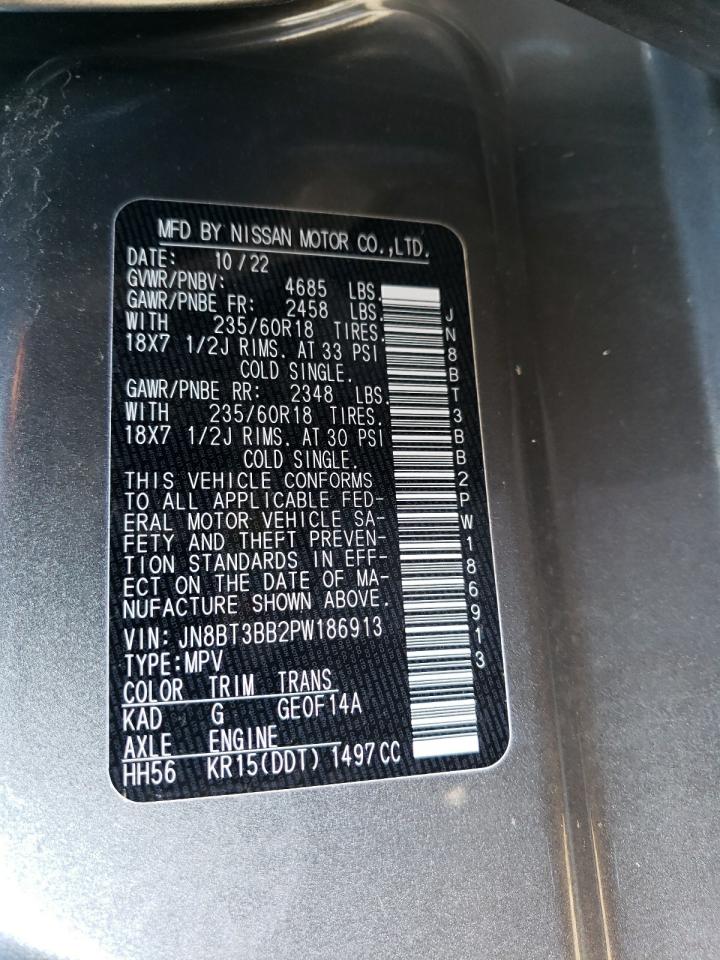 MFD BY NISSAN MOTOR CO.,LTD.
DATE: 10/22
GVWR/PNBV: 4685 LBS.
GAWR/PNBE FR: 2458 LBS.
WITH 235/60R18 TIRES.
18X7 1/2J RIMS. AT 33 PSI
COLD SINGLE.
GAWR/PNBE RR: 2348 LBS.
WITH 235/60R18 TIRES.
18X7 1/2J RIMS. AT 30 PSI
COLD SINGLE.
THIS VEHICLE CONFORMS
TO ALL APPLICABLE FED-
ERAL MOTOR VEHICLE SA-
FETY AND THEFT PREVEN-
TION STANDARDS IN EFF-
ECT ON THE DATE OF MA-
NUFACTURE SHOWN ABOVE.
VIN: JN8BT3BB2PW186913
TYPE:MPV
COLOR TRIM TRANS
KAD G GE0F14A
AXLE ENGINE
HH56 KR15(DDT) 1497CC
JN8BT3BB2PW186913